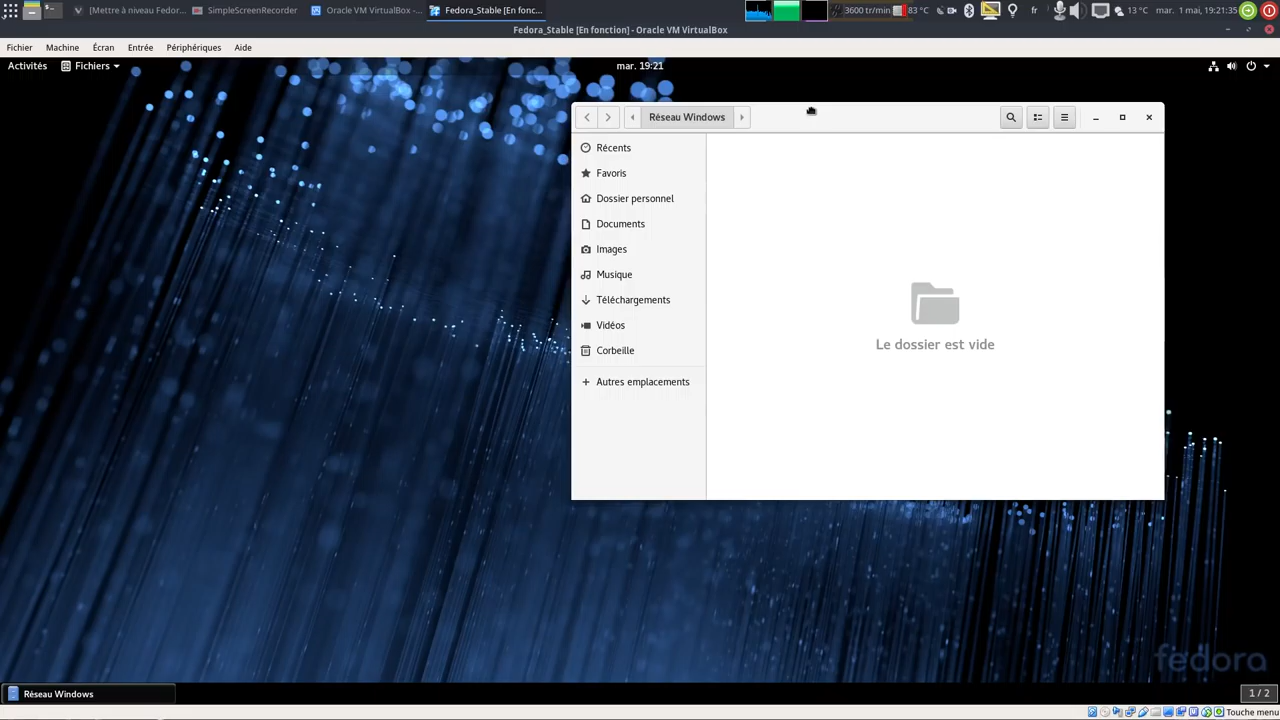 [Mettre à niveau Fedor...
SimpleScreenRecorder
Oracle VM VirtualBox -...
Fedora_Stable [En fonc...
3600 tr/min
83 °C
fr
13 °C
mar. 1 mai, 19:21:35
Fedora_Stable [En fonction] - Oracle VM VirtualBox
Fichier Machine Écran Entrée Périphériques Aide
Activités
Fichiers
mar. 19:21
Réseau Windows
Récents
Favoris
Dossier personnel
Documents
Images
Musique
Téléchargements
Vidéos
Corbeille
Autres emplacements
Le dossier est vide
fedora
Réseau Windows
1 / 2
Touche menu